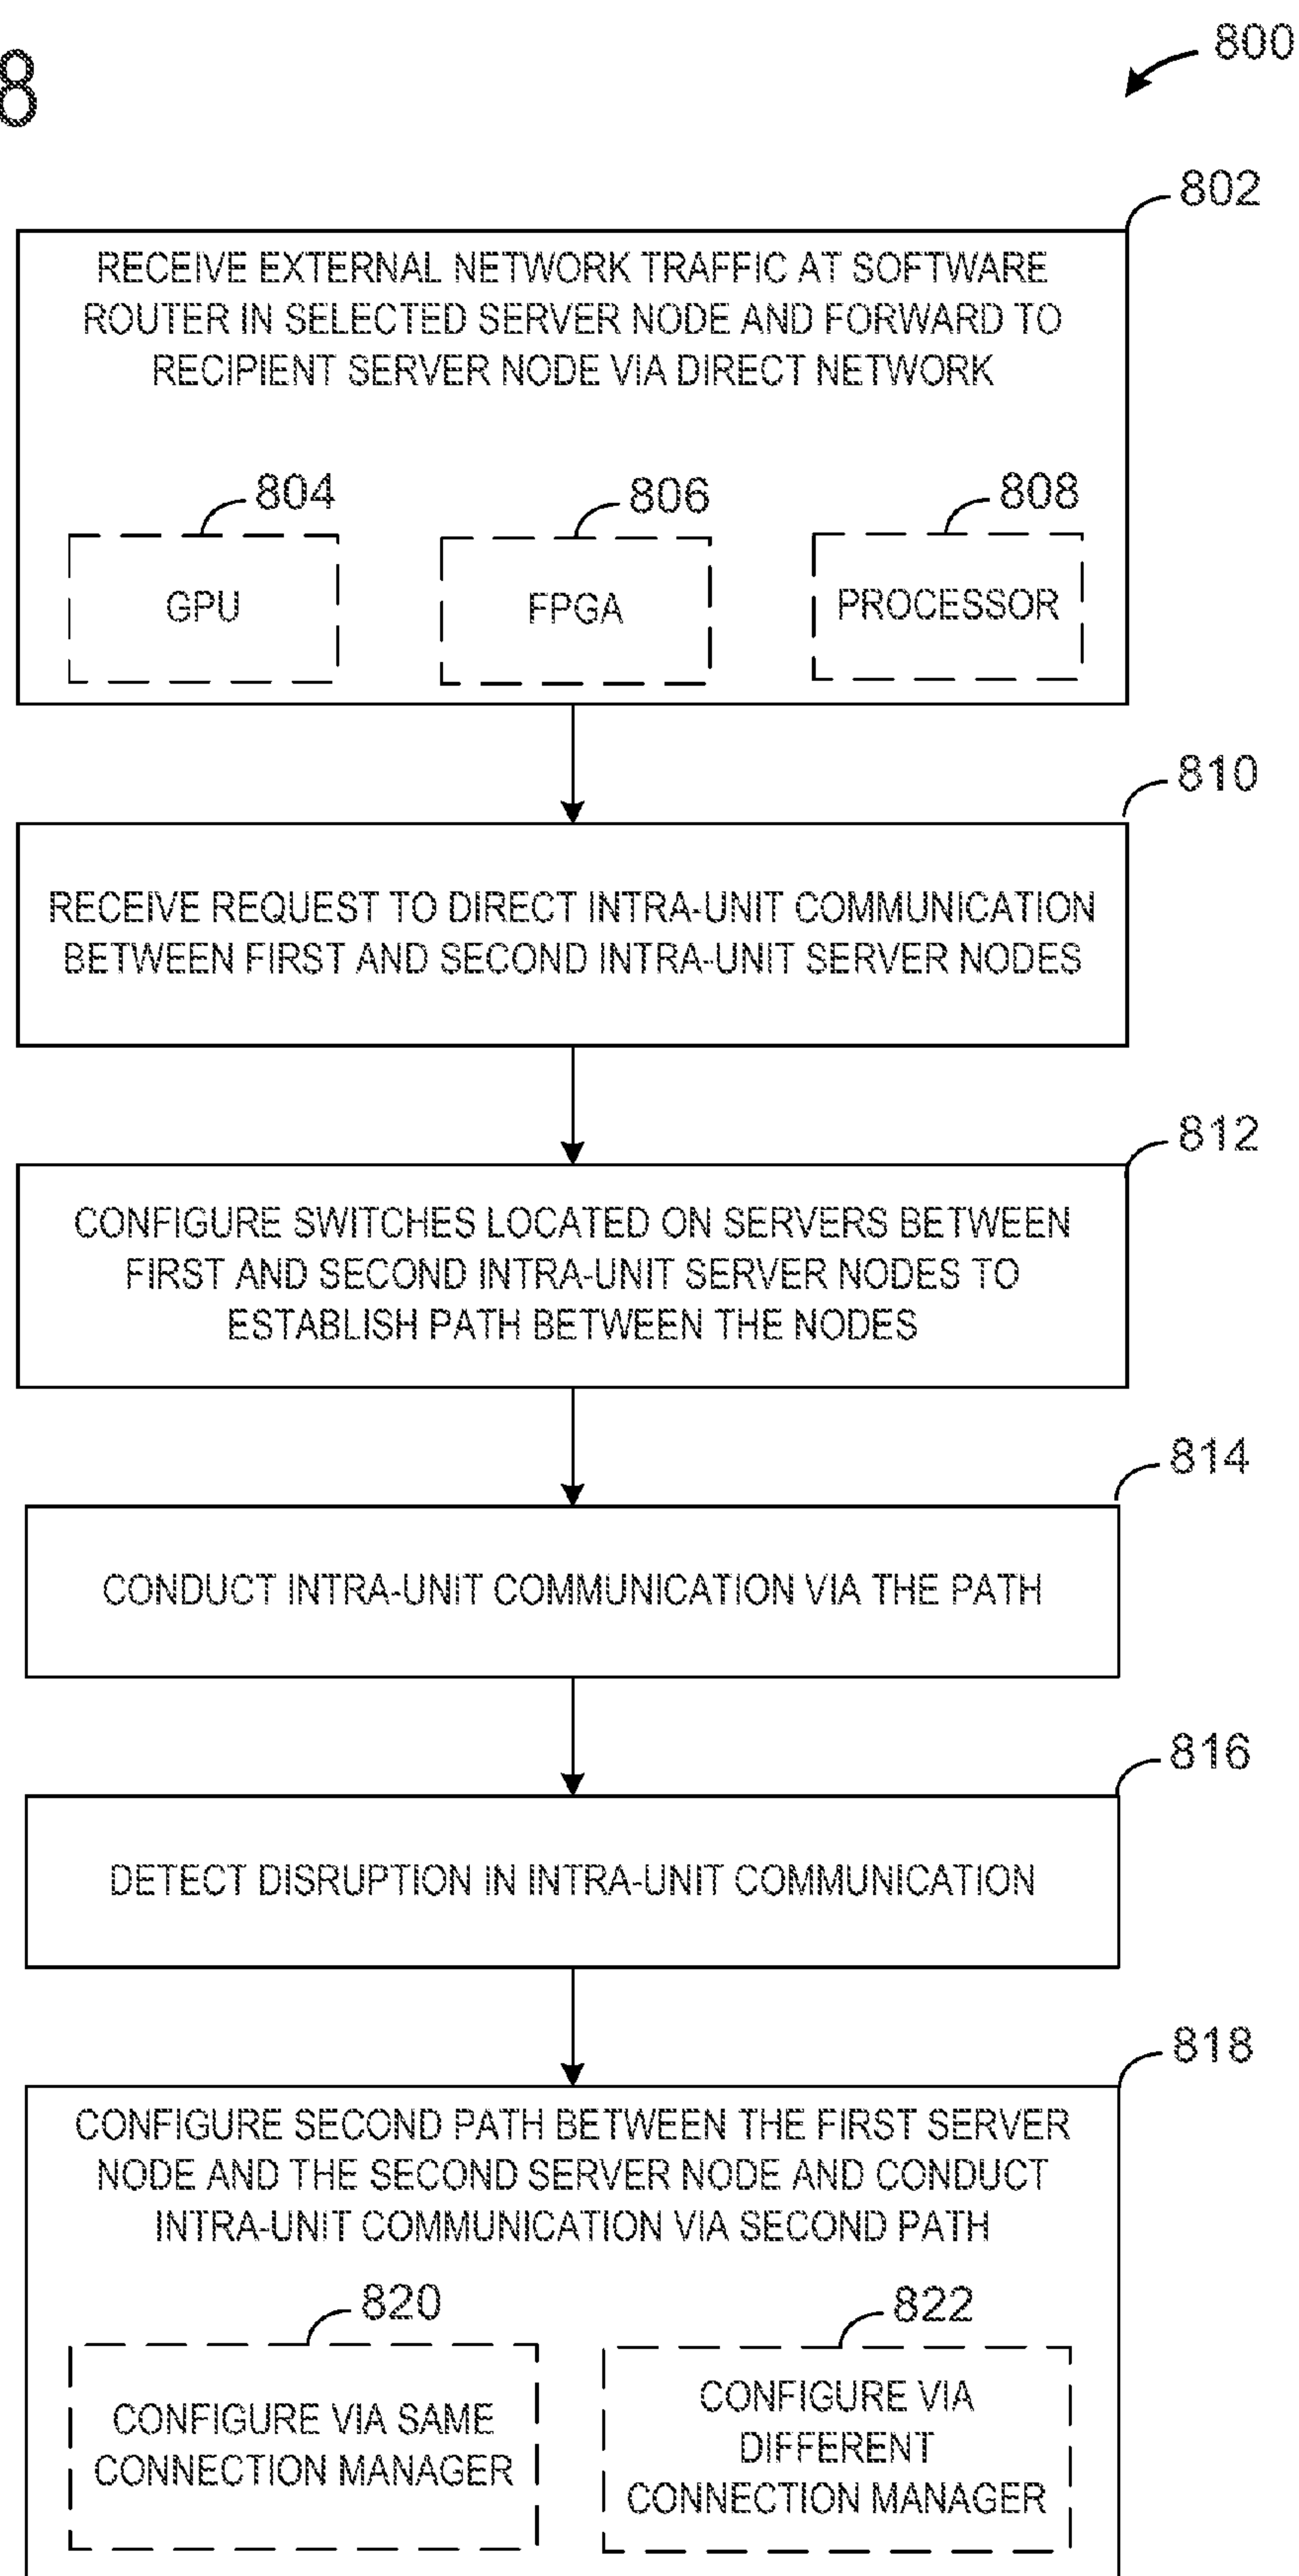 8
800
802
RECEIVE EXTERNAL NETWORK TRAFFIC AT SOFTWARE
ROUTER IN SELECTED SERVER NODE AND FORWARD TO
RECIPIENT SERVER NODE VIA DIRECT NETWORK
804
806
808
GPU
FPGA
PROCESSOR
810
RECEIVE REQUEST TO DIRECT INTRA-UNIT COMMUNICATION
BETWEEN FIRST AND SECOND INTRA-UNIT SERVER NODES
812
CONFIGURE SWITCHES LOCATED ON SERVERS BETWEEN
FIRST AND SECOND INTRA-UNIT SERVER NODES TO
ESTABLISH PATH BETWEEN THE NODES
814
CONDUCT INTRA-UNIT COMMUNICATION VIA THE PATH
816
DETECT DISRUPTION IN INTRA-UNIT COMMUNICATION
818
CONFIGURE SECOND PATH BETWEEN THE FIRST SERVER
NODE AND THE SECOND SERVER NODE AND CONDUCT
INTRA-UNIT COMMUNICATION VIA SECOND PATH
820
822
CONFIGURE VIA SAME
CONNECTION MANAGER
CONFIGURE VIA
DIFFERENT
CONNECTION MANAGER